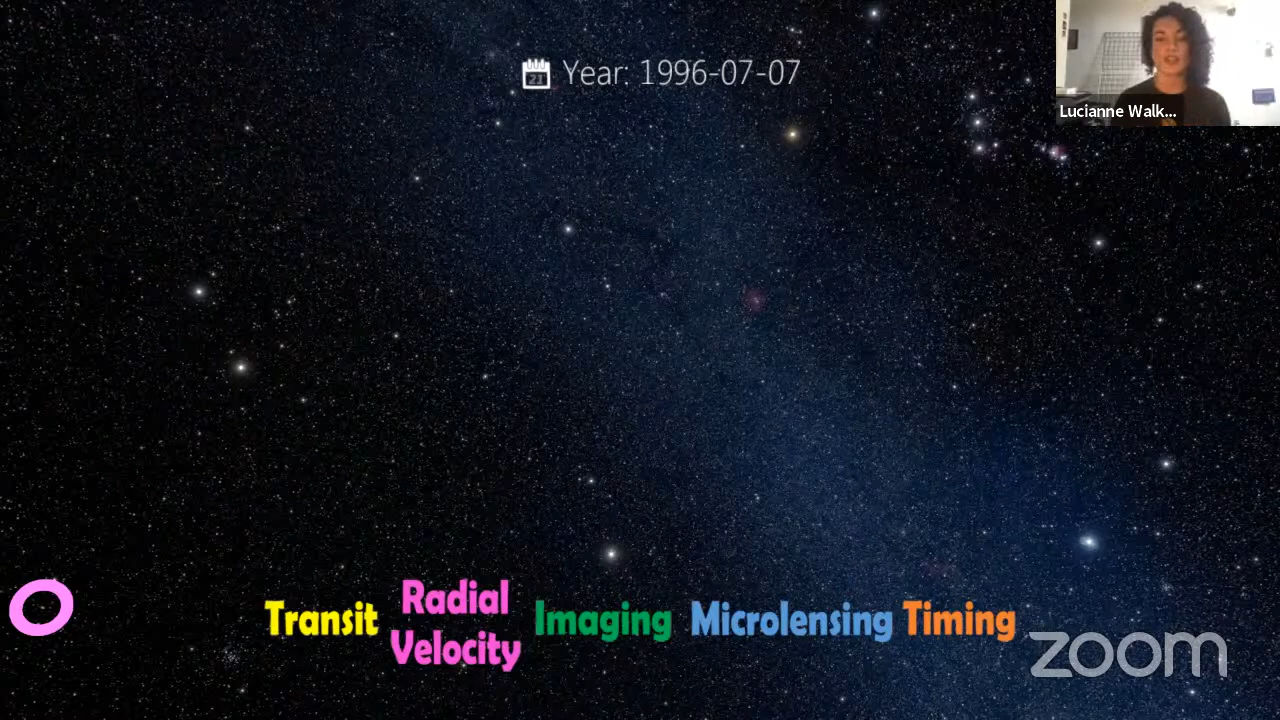 Year: 1996-07-07
Lucianne Walk...
Transit Radial Velocity Imaging Microlensing Timing
zoom